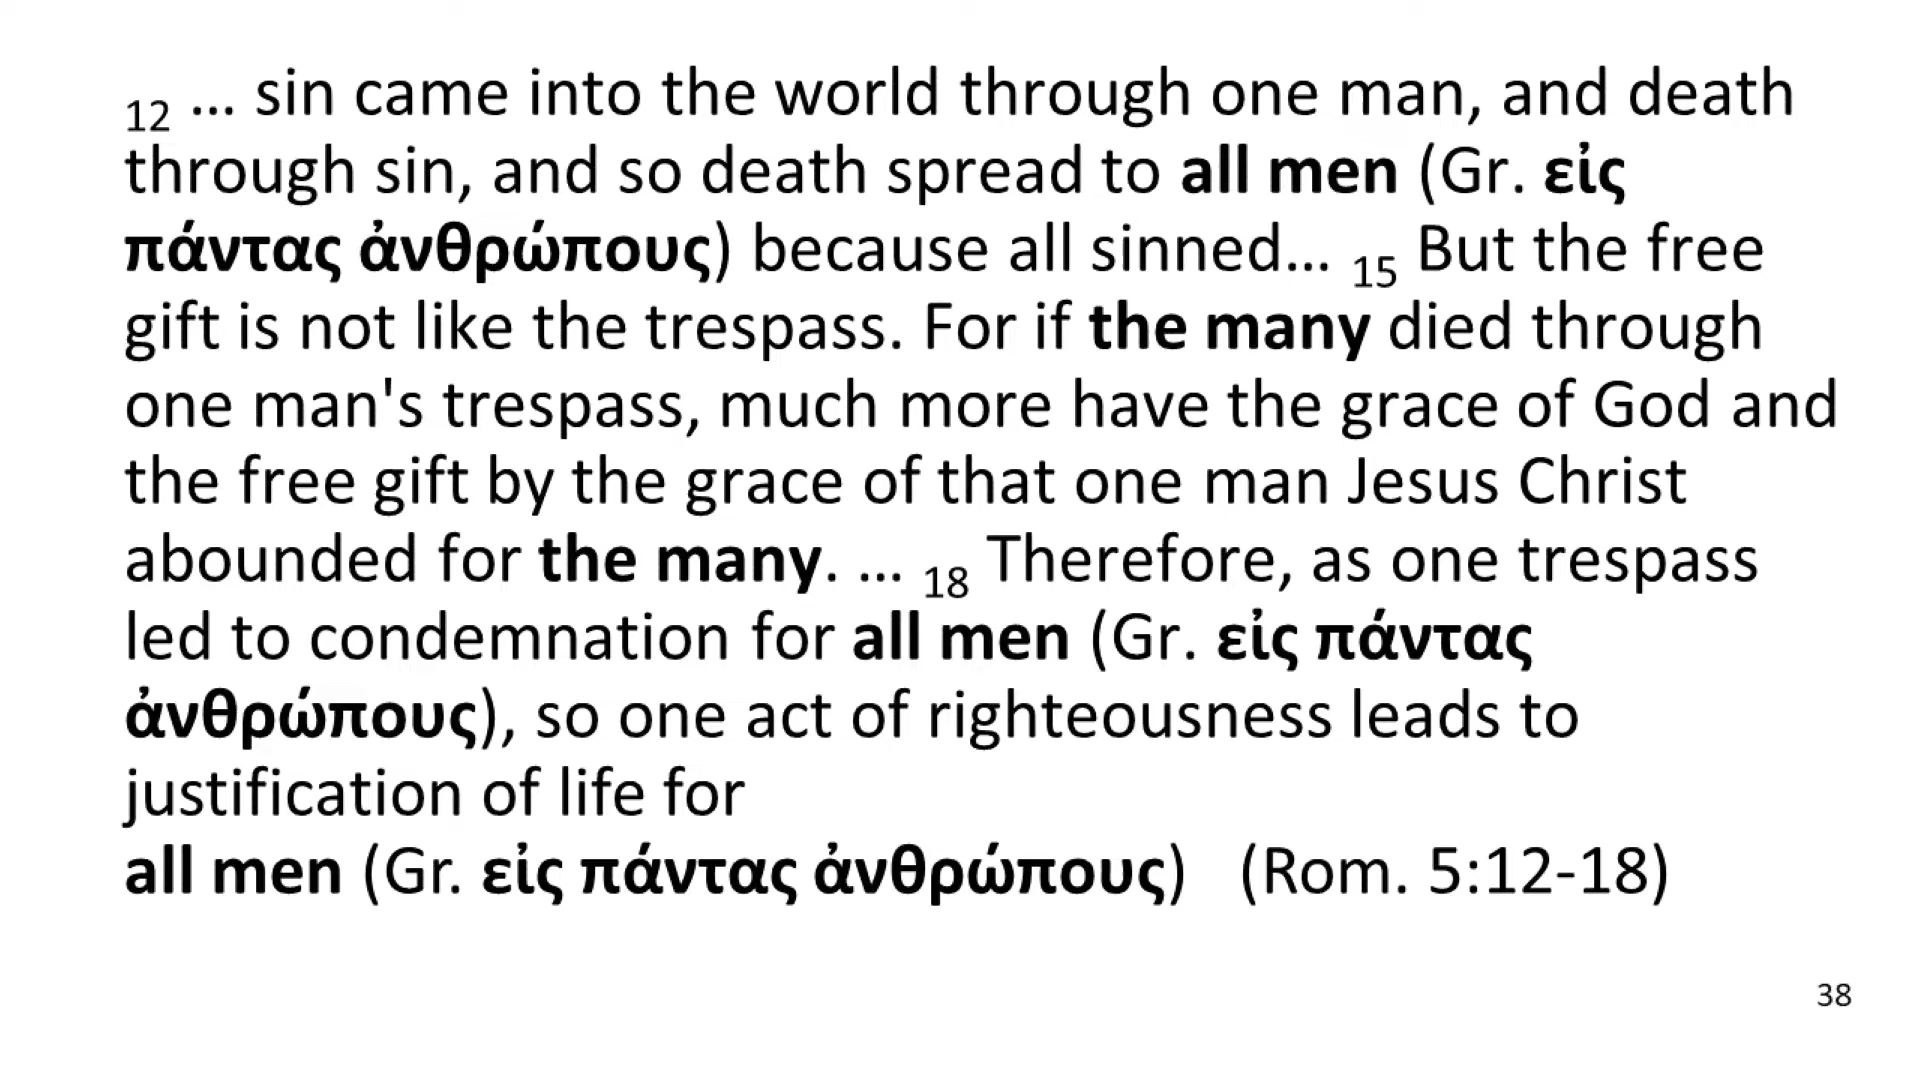 12 … sin came into the world through one man, and death
through sin, and so death spread to all men (Gr. εἰς
πάντας ἀνθρώπους) because all sinned… 15 But the free
gift is not like the trespass. For if the many died through
one man's trespass, much more have the grace of God and
the free gift by the grace of that one man Jesus Christ
abounded for the many. … 18 Therefore, as one trespass
led to condemnation for all men (Gr. εἰς πάντας
ἀνθρώπους), so one act of righteousness leads to
justification of life for
all men (Gr. εἰς πάντας ἀνθρώπους) (Rom. 5:12-18)
38